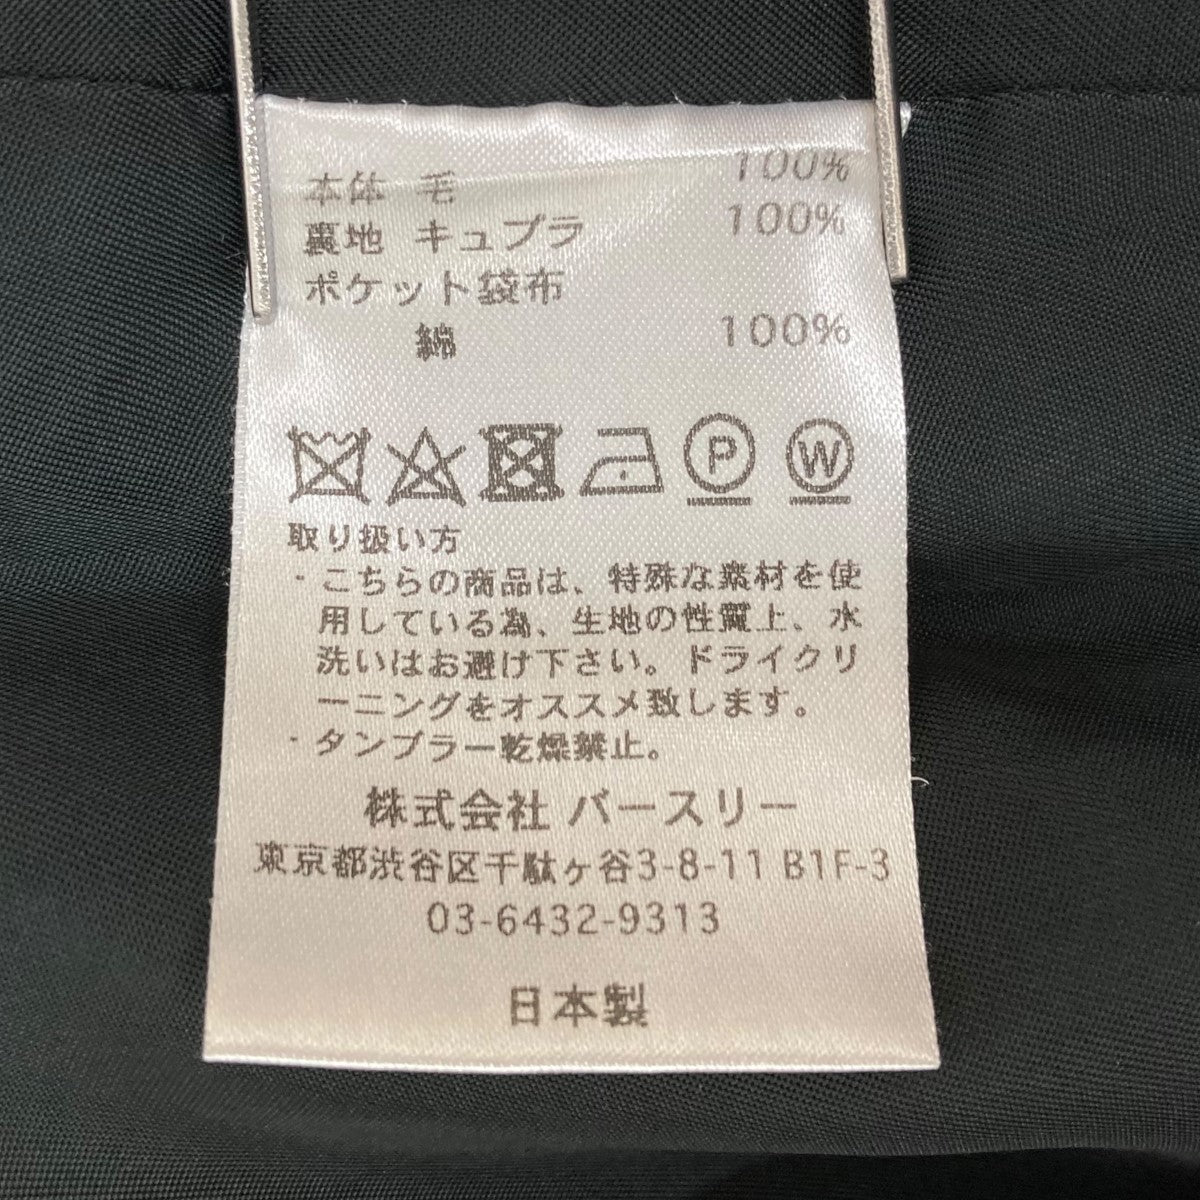 本体 毛 100%
裏地 キュプラ 100%
ポケット袋布
綿 100%
P W
取り扱い方
・こちらの商品は、特殊な素材を使
用している為、生地の性質上、水
洗いはお避け下さい。ドライクリ
ーニングをオススメ致します。
・タンブラー乾燥禁止。
株式会社 バースリー
東京都渋谷区千駄ヶ谷3-8-11 B1F-3
03-6432-9313
日本製